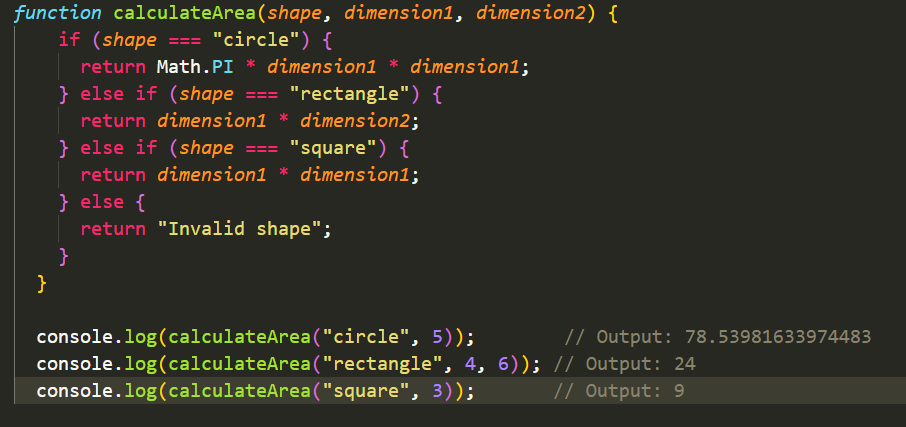 function calculateArea(shape, dimension1, dimension2) {
    if (shape === "circle") {
      return Math.PI * dimension1 * dimension1;
    } else if (shape === "rectangle") {
      return dimension1 * dimension2;
    } else if (shape === "square") {
      return dimension1 * dimension1;
    } else {
      return "Invalid shape";
    }
  }

  console.log(calculateArea("circle", 5));        // Output: 78.53981633974483
  console.log(calculateArea("rectangle", 4, 6)); // Output: 24
  console.log(calculateArea("square", 3));       // Output: 9